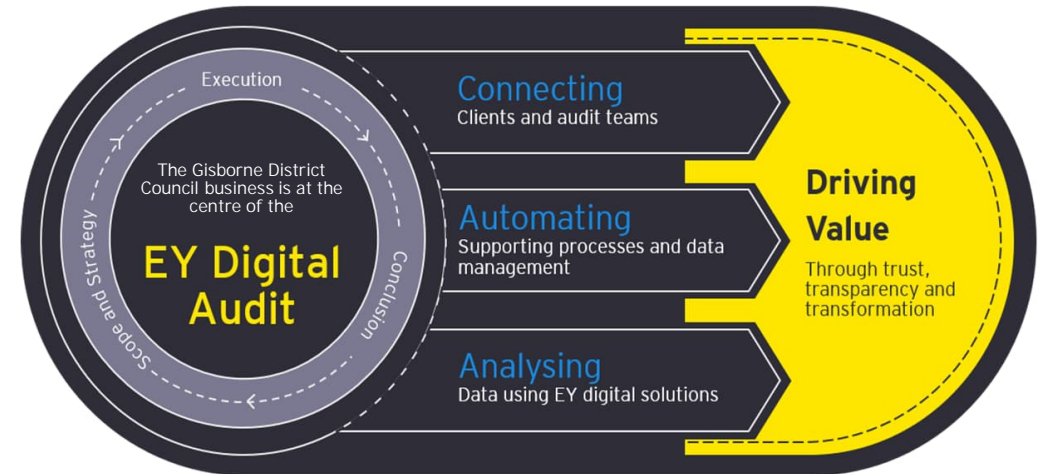 Execution
Scope and Strategy
Conclusion
The Gisborne District
Council business is at the
centre of the
EY Digital
Audit
Connecting
Clients and audit teams
Automating
Supporting processes and data
management
Analysing
Data using EY digital solutions
Driving
Value
Through trust,
transparency and
transformation